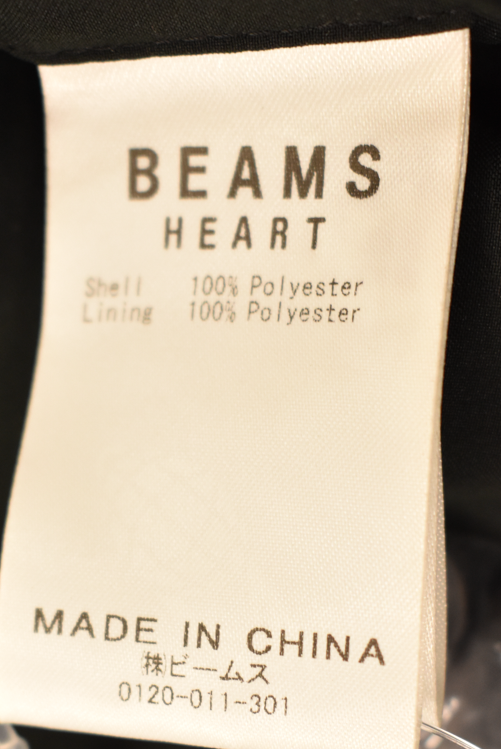 BEAMS
HEART
Shell 100% Polyester
Lining 100% Polyester
MADE IN CHINA
㈱ビームス
0120-011-301